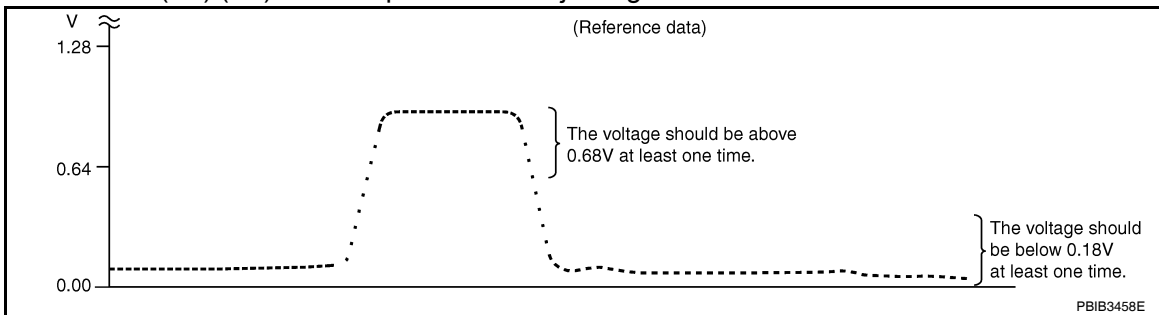 V
(Reference data)
1.28
The voltage should be above
0.68V at least one time.
0.64
The voltage should
be below 0.18V
at least one time.
0.00
PBIB3458E